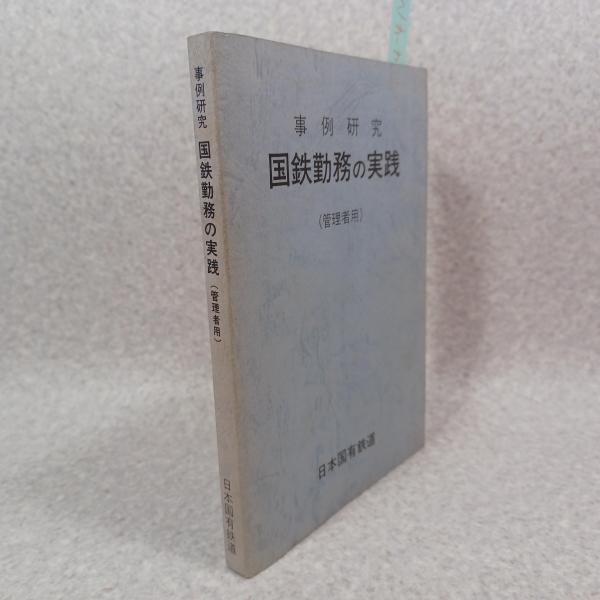 事例研究
国鉄勤務の実践
(管理者用)
日本国有鉄道
事例研究 国鉄勤務の実践 (管理者用) 日本国有鉄道